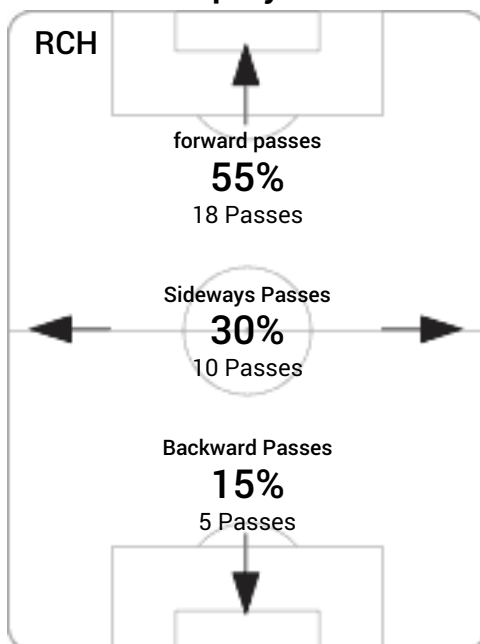 RCH
forward passes
55%
18 Passes
Sideways Passes
30%
10 Passes
Backward Passes
15%
5 Passes